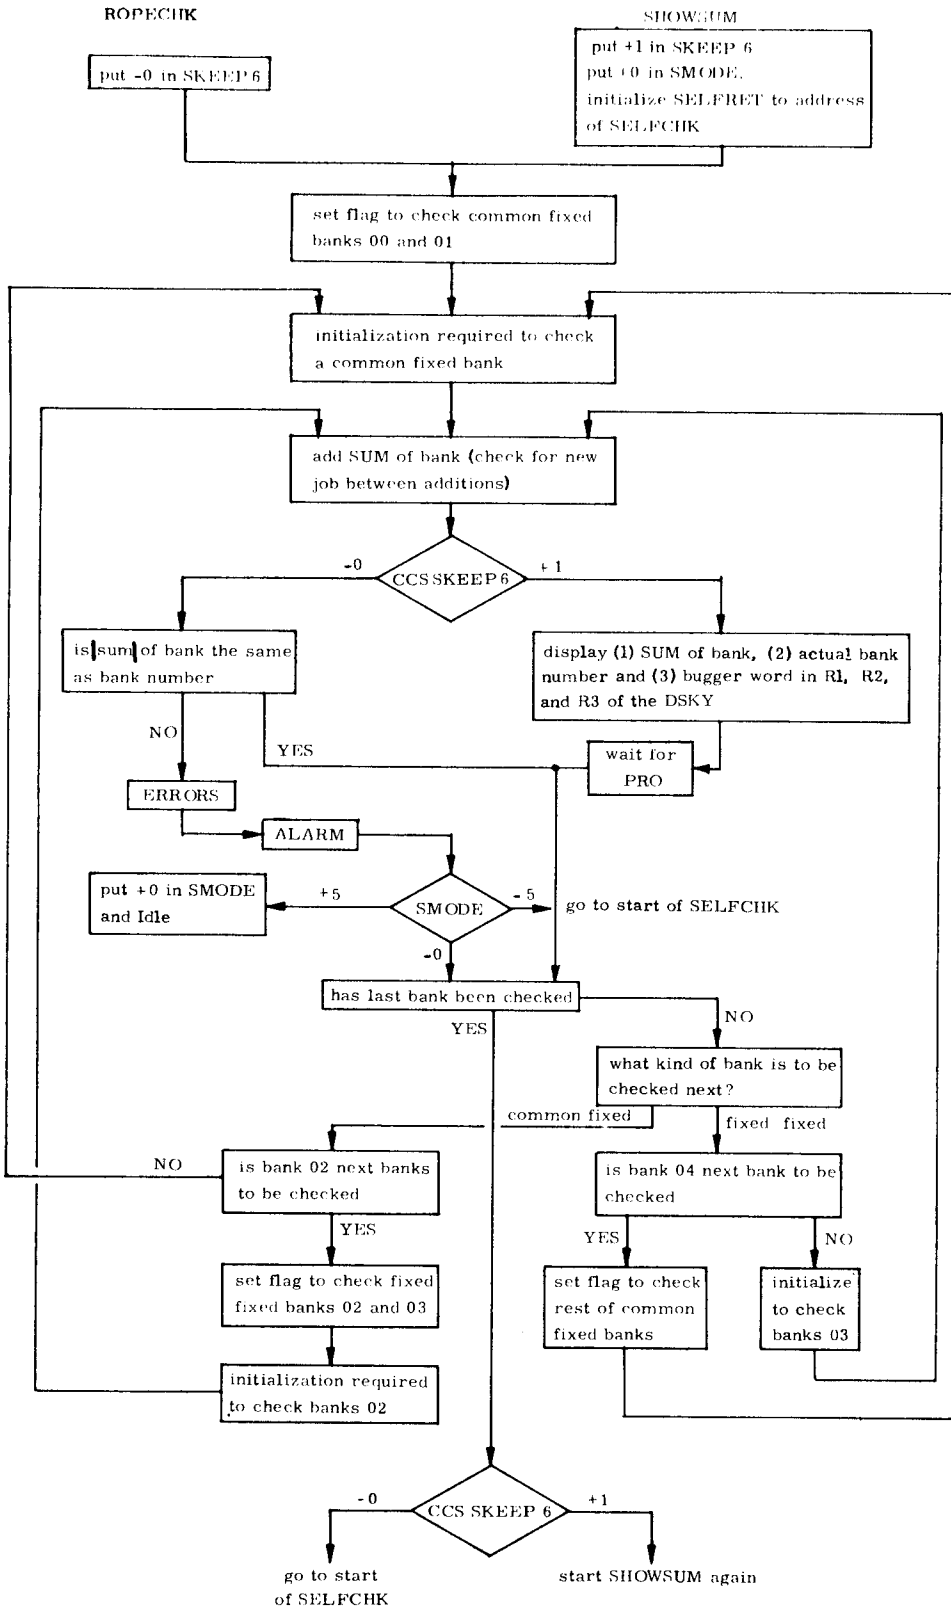 ROPECHK
SHOWSUM
put -0 in SKEEP 6
put +1 in SKEEP 6
put +0 in SMODE.
initialize SELFRET to address
of SELFCHK
set flag to check common fixed
banks 00 and 01
initialization required to check
a common fixed bank
add SUM of bank (check for new
job between additions)
-0
CCS SKEEP 6
+1
is |sum| of bank the same
as bank number
display (1) SUM of bank, (2) actual bank
number and (3) bugger word in R1, R2,
and R3 of the DSKY
NO
YES
wait for
PRO
ERRORS
ALARM
put +0 in SMODE
and Idle
+5
SMODE
-5
go to start of SELFCHK
-0
has last bank been checked
YES
NO
what kind of bank is to be
checked next?
common fixed
fixed fixed
NO
is bank 02 next banks
to be checked
is bank 04 next bank to be
checked
YES
YES
NO
set flag to check fixed
fixed banks 02 and 03
set flag to check
rest of common
fixed banks
initialize
to check
banks 03
initialization required
to check banks 02
-0
CCS SKEEP 6
+1
go to start
of SELFCHK
start SHOWSUM again